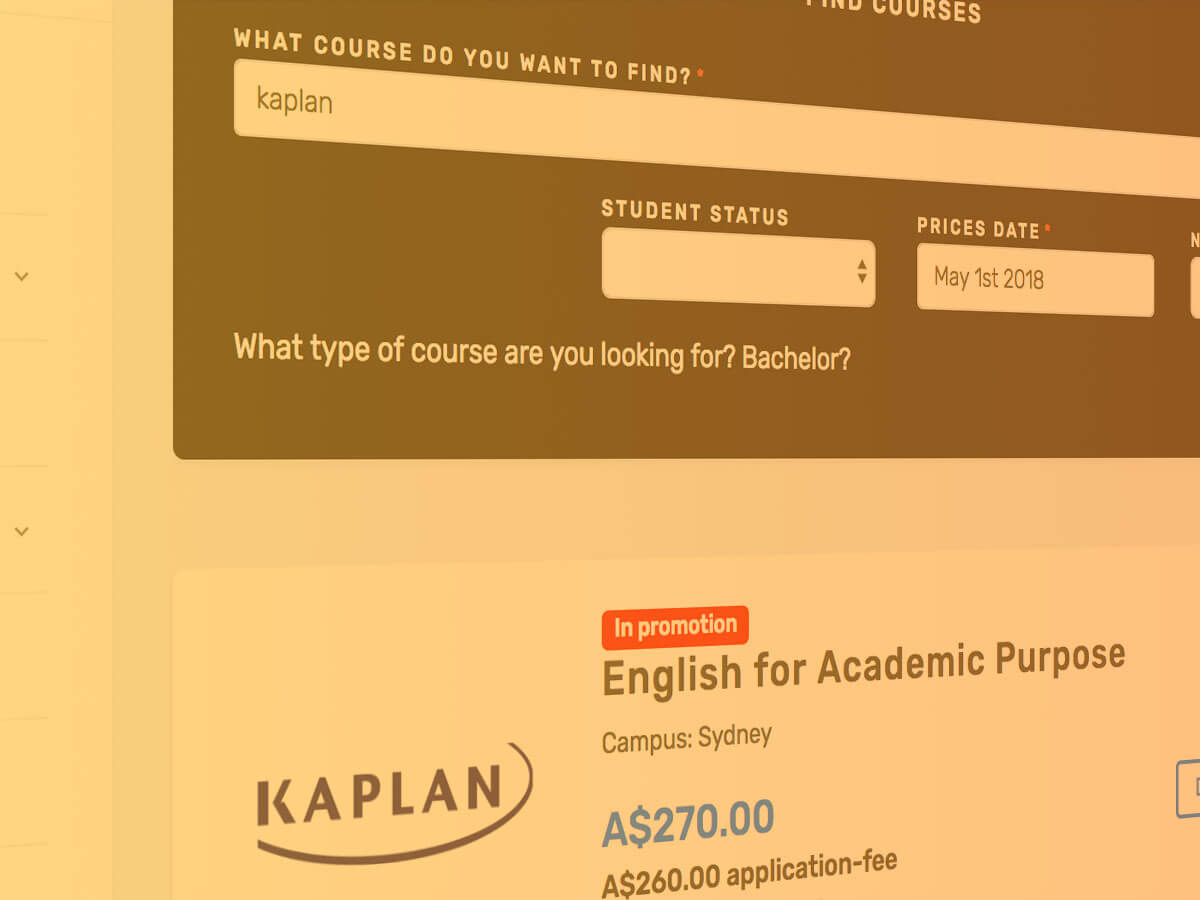 FIND COURSES
WHAT COURSE DO YOU WANT TO FIND?*
kaplan
STUDENT STATUS
PRICES DATE*
May 1st 2018
What type of course are you looking for? Bachelor?
In promotion
English for Academic Purpose
Campus: Sydney
KAPLAN
A$270.00
A$260.00 application-fee